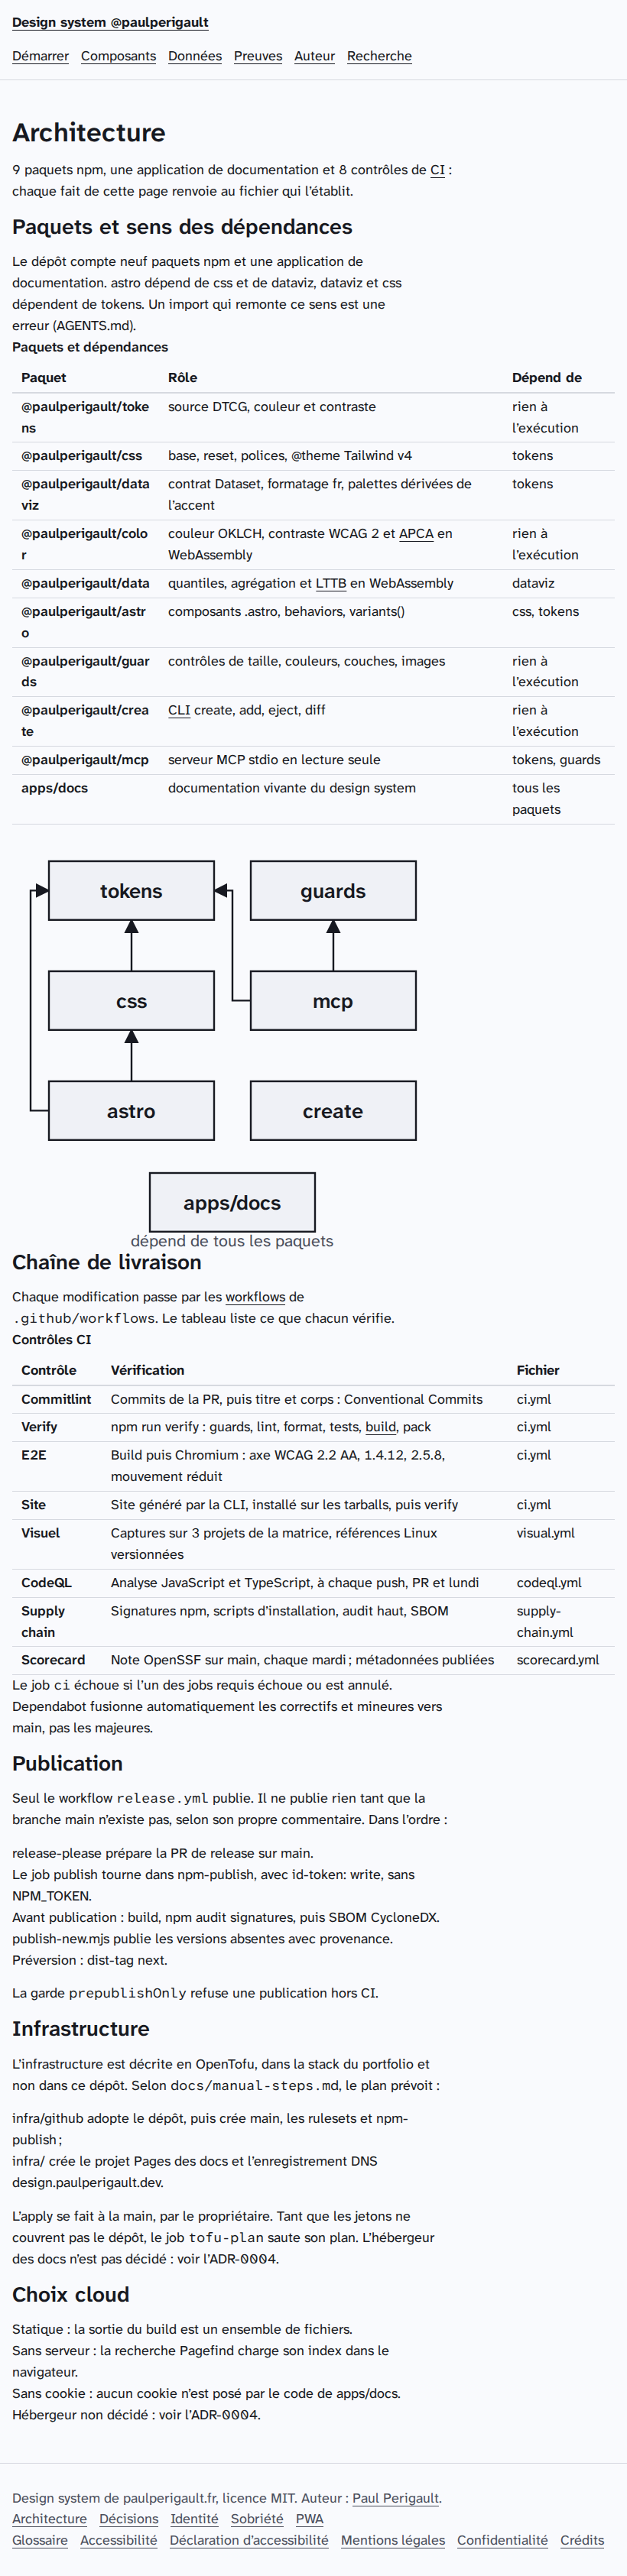 Design system @paulperigault
Démarrer Composants Données Preuves Auteur Recherche
Architecture
9 paquets npm, une application de documentation et 8 contrôles de CI :
chaque fait de cette page renvoie au fichier qui l’établit.
Paquets et sens des dépendances
Le dépôt compte neuf paquets npm et une application de
documentation. astro dépend de css et de dataviz, dataviz et css
dépendent de tokens. Un import qui remonte ce sens est une
erreur (AGENTS.md).
Paquets et dépendances
Paquet Rôle Dépend de
@paulperigault/toke source DTCG, couleur et contraste rien à
ns l’exécution
@paulperigault/css base, reset, polices, @theme Tailwind v4 tokens
@paulperigault/data contrat Dataset, formatage fr, palettes dérivées de tokens
viz l’accent
@paulperigault/colo couleur OKLCH, contraste WCAG 2 et APCA en rien à
r WebAssembly l’exécution
@paulperigault/data quantiles, agrégation et LTTB en WebAssembly dataviz
@paulperigault/astr composants .astro, behaviors, variants() css, tokens
o
@paulperigault/guar contrôles de taille, couleurs, couches, images rien à
ds l’exécution
@paulperigault/crea CLI create, add, eject, diff rien à
te l’exécution
@paulperigault/mcp serveur MCP stdio en lecture seule tokens, guards
apps/docs documentation vivante du design system tous les
paquets
tokens guards
css mcp
astro create
apps/docs
dépend de tous les paquets
Chaîne de livraison
Chaque modification passe par les workflows de
.github/workflows. Le tableau liste ce que chacun vérifie.
Contrôles CI
Contrôle Vérification Fichier
Commitlint Commits de la PR, puis titre et corps : Conventional Commits ci.yml
Verify npm run verify : guards, lint, format, tests, build, pack ci.yml
E2E Build puis Chromium : axe WCAG 2.2 AA, 1.4.12, 2.5.8, ci.yml
mouvement réduit
Site Site généré par la CLI, installé sur les tarballs, puis verify ci.yml
Visuel Captures sur 3 projets de la matrice, références Linux visual.yml
versionnées
CodeQL Analyse JavaScript et TypeScript, à chaque push, PR et lundi codeql.yml
Supply Signatures npm, scripts d’installation, audit haut, SBOM supply-
chain chain.yml
Scorecard Note OpenSSF sur main, chaque mardi ; métadonnées publiées scorecard.yml
Le job ci échoue si l’un des jobs requis échoue ou est annulé.
Dependabot fusionne automatiquement les correctifs et mineures vers
main, pas les majeures.
Publication
Seul le workflow release.yml publie. Il ne publie rien tant que la
branche main n’existe pas, selon son propre commentaire. Dans l’ordre :
release-please prépare la PR de release sur main.
Le job publish tourne dans npm-publish, avec id-token: write, sans
NPM_TOKEN.
Avant publication : build, npm audit signatures, puis SBOM CycloneDX.
publish-new.mjs publie les versions absentes avec provenance.
Préversion : dist-tag next.
La garde prepublishOnly refuse une publication hors CI.
Infrastructure
L’infrastructure est décrite en OpenTofu, dans la stack du portfolio et
non dans ce dépôt. Selon docs/manual-steps.md, le plan prévoit :
infra/github adopte le dépôt, puis crée main, les rulesets et npm-
publish ;
infra/ crée le projet Pages des docs et l’enregistrement DNS
design.paulperigault.dev.
L’apply se fait à la main, par le propriétaire. Tant que les jetons ne
couvrent pas le dépôt, le job tofu-plan saute son plan. L’hébergeur
des docs n’est pas décidé : voir l’ADR-0004.
Choix cloud
Statique : la sortie du build est un ensemble de fichiers.
Sans serveur : la recherche Pagefind charge son index dans le
navigateur.
Sans cookie : aucun cookie n’est posé par le code de apps/docs.
Hébergeur non décidé : voir l’ADR-0004.
Design system de paulperigault.fr, licence MIT. Auteur : Paul Perigault.
Architecture Décisions Identité Sobriété PWA
Glossaire Accessibilité Déclaration d’accessibilité Mentions légales Confidentialité Crédits